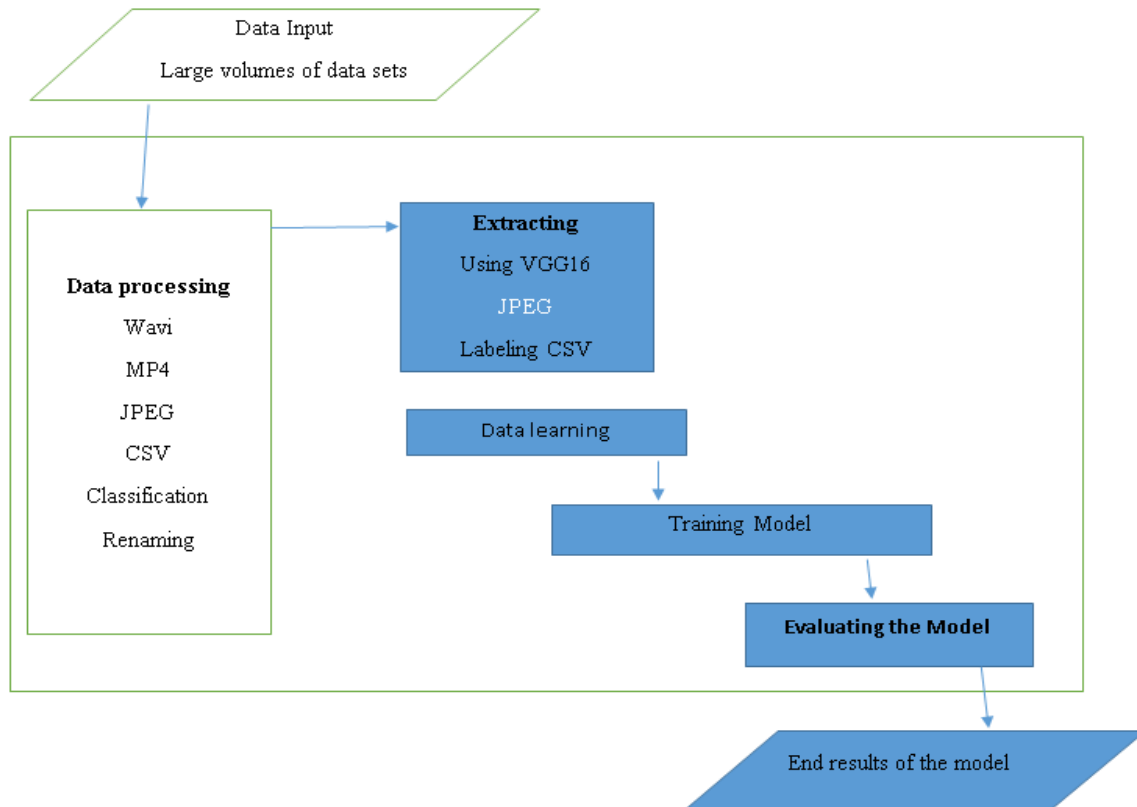 Data Input
Large volumes of data sets
Data processing
Wavi
MP4
JPEG
CSV
Classification
Renaming
Extracting
Using VGG16
JPEG
Labeling CSV
Data learning
Training Model
Evaluating the Model
End results of the model